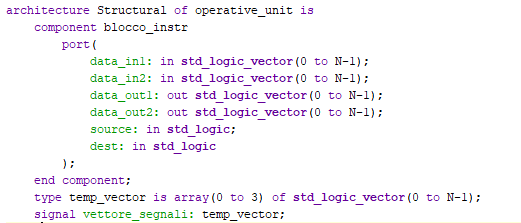 architecture Structural of operative_unit is
component blocco_instr
port(
data_in1: in std_logic_vector(0 to N-1);
data_in2: in std_logic_vector(0 to N-1);
data_out1: out std_logic_vector(0 to N-1);
data_out2: out std_logic_vector(0 to N-1);
source: in std_logic;
dest: in std_logic
);
end component;
type temp_vector is array(0 to 3) of std_logic_vector(0 to N-1);
signal vettore_segnali: temp_vector;